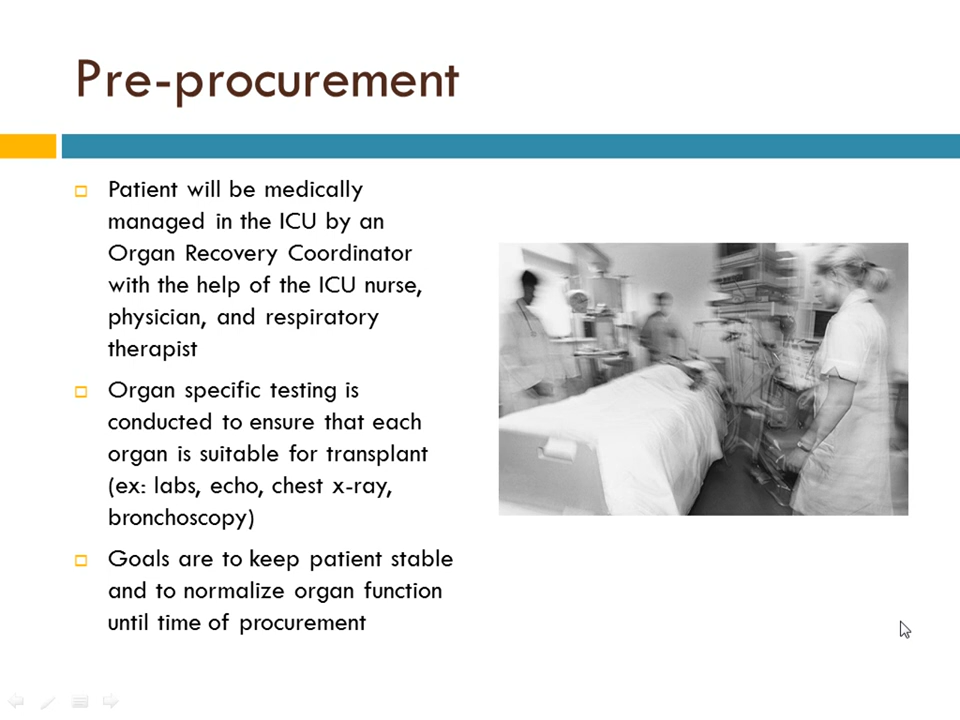 Pre-procurement
Patient will be medically
managed in the ICU by an
Organ Recovery Coordinator
with the help of the ICU nurse,
physician, and respiratory
therapist
Organ specific testing is
conducted to ensure that each
organ is suitable for transplant
(ex: labs, echo, chest x-ray,
bronchoscopy)
Goals are to keep patient stable
and to normalize organ function
until time of procurement